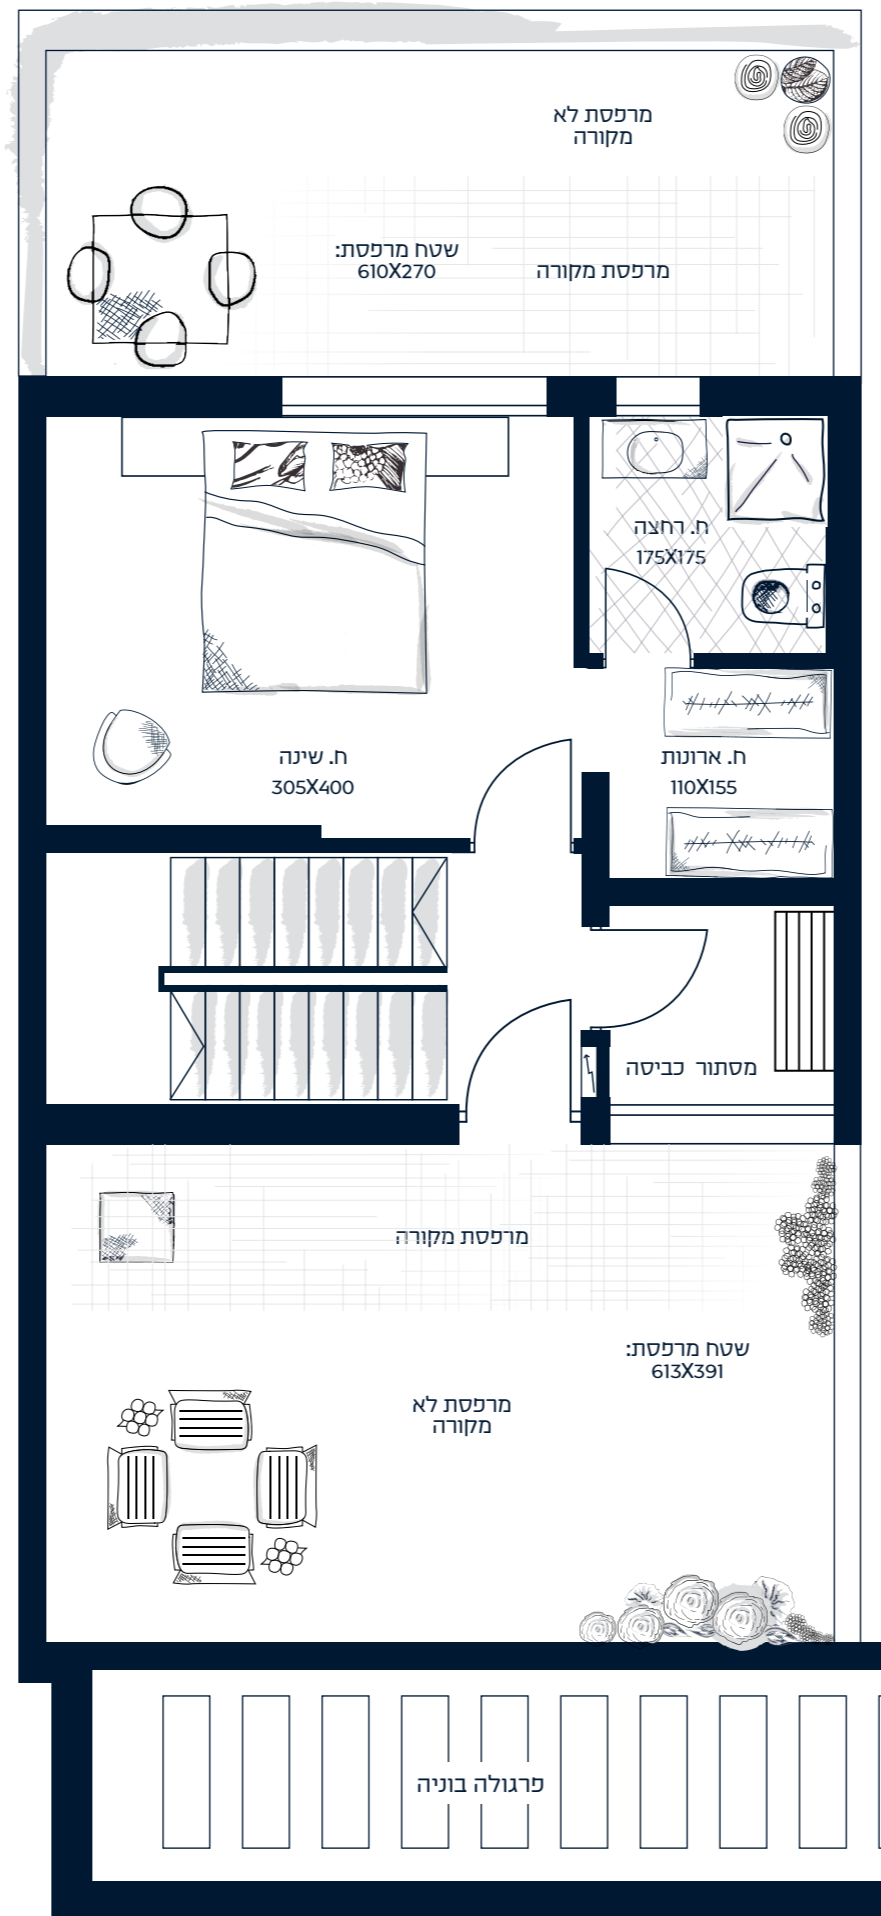 מרפסת לא
מקורה
שטח מרפסת:
610X270
מרפסת מקורה
ח. רחצה
175X175
ח. שינה
305X400
ח. ארונות
110X155
מסתור כביסה
מרפסת מקורה
שטח מרפסת:
613X391
מרפסת לא
מקורה
פרגולה בנויה